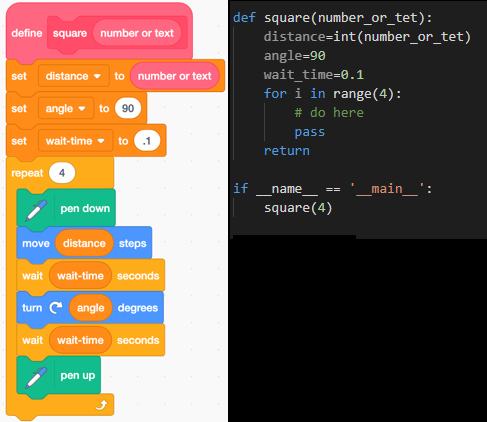 define square number or text
set distance to number or text
set angle to 90
set wait-time to .1
repeat 4
pen down
move distance steps
wait wait-time seconds
turn angle degrees
wait wait-time seconds
pen up
def square(number_or_tet):
    distance=int(number_or_tet)
    angle=90
    wait_time=0.1
    for i in range(4):
        # do here
        pass
    return
if __name__ == '__main__':
    square(4)